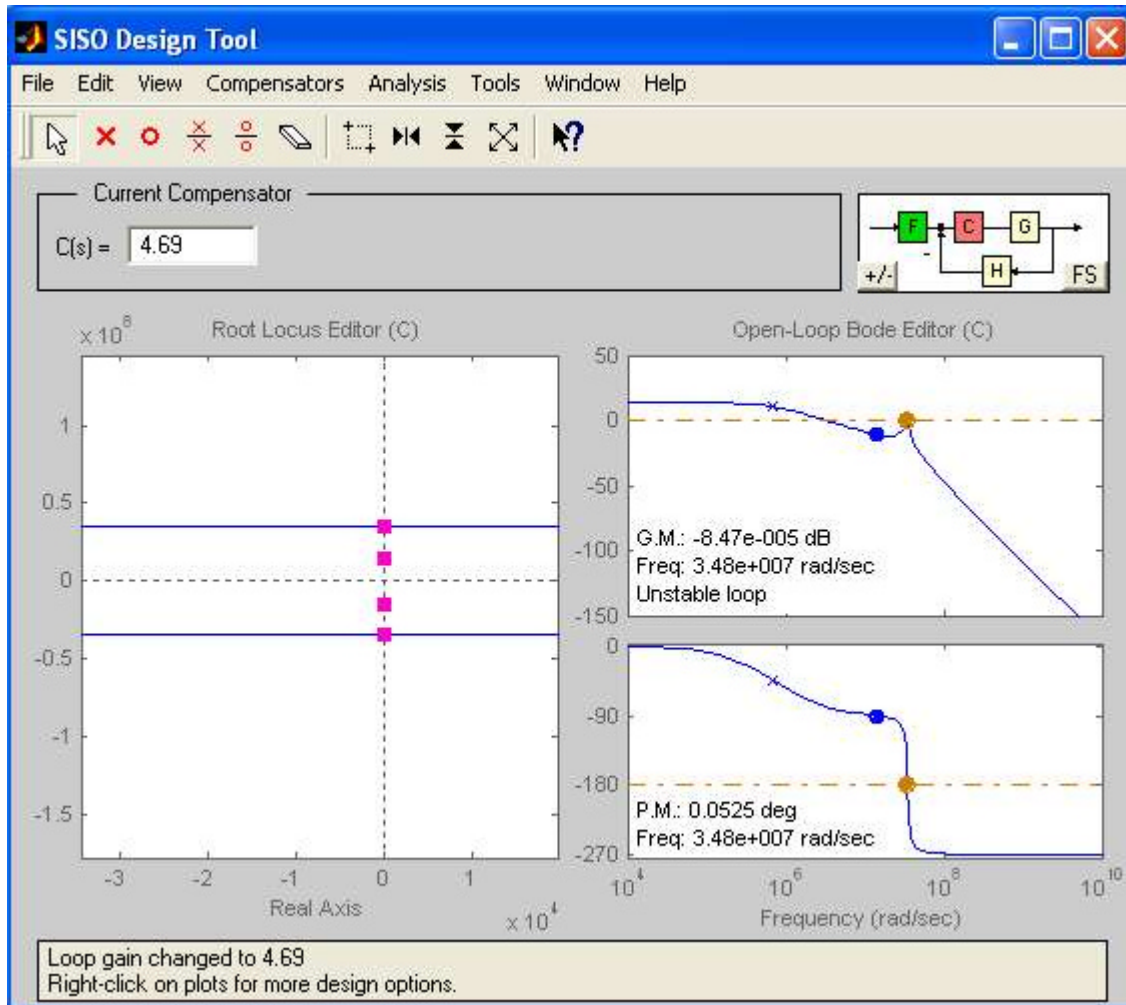 SISO Design Tool
File Edit View Compensators Analysis Tools Window Help
Current Compensator
C(s) = 4.69
F C G
-
+/- H FS
x 10^8
Root Locus Editor (C)
1
0.5
0
-0.5
-1
-1.5
-3 -2 -1 0 1
Real Axis
x 10^4
Open-Loop Bode Editor (C)
50
0
-50
-100
-150
G.M.: -8.47e-005 dB
Freq: 3.48e+007 rad/sec
Unstable loop
0
-90
-180
-270
P.M.: 0.0525 deg
Freq: 3.48e+007 rad/sec
10^4 10^6 10^8 10^10
Frequency (rad/sec)
Loop gain changed to 4.69
Right-click on plots for more design options.